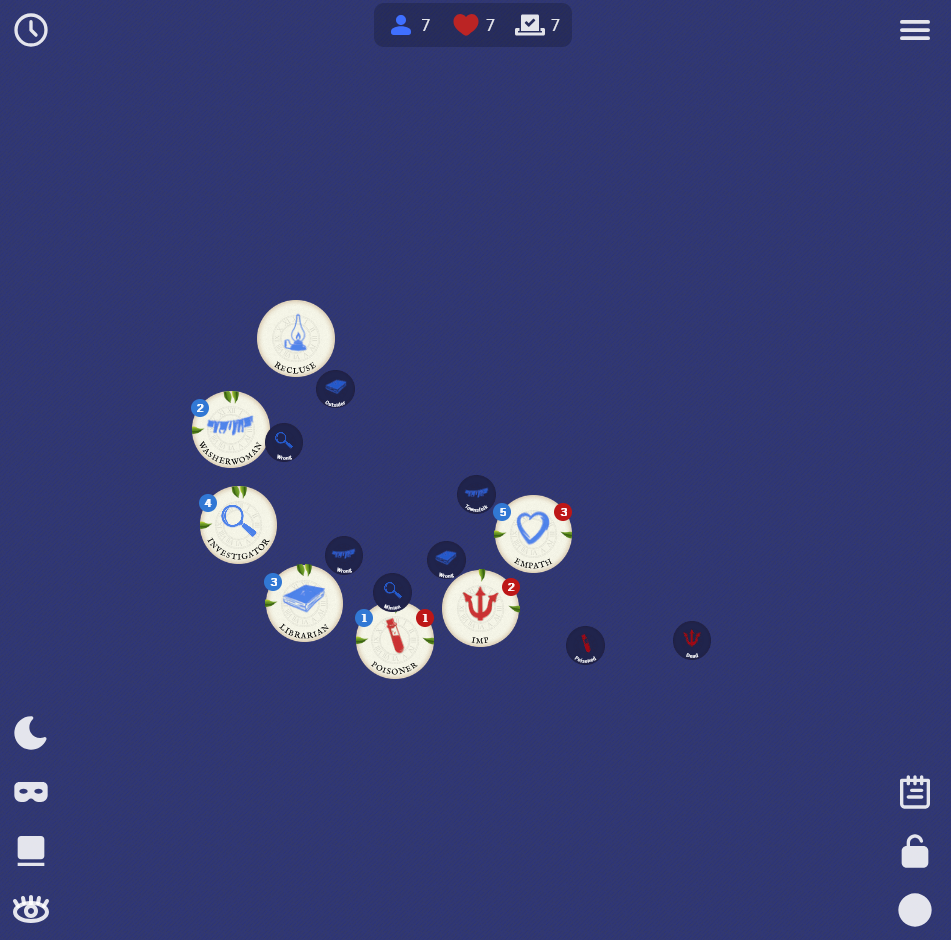 7 7 7
RECLUSE
Outsider
2
WASHERWOMAN
Wrong
4
INVESTIGATOR
Townsfolk
5 3
EMPATH
Wrong
Wrong
3
LIBRARIAN
Minion
2
IMP
1 1
POISONER
Poisoned
Dead